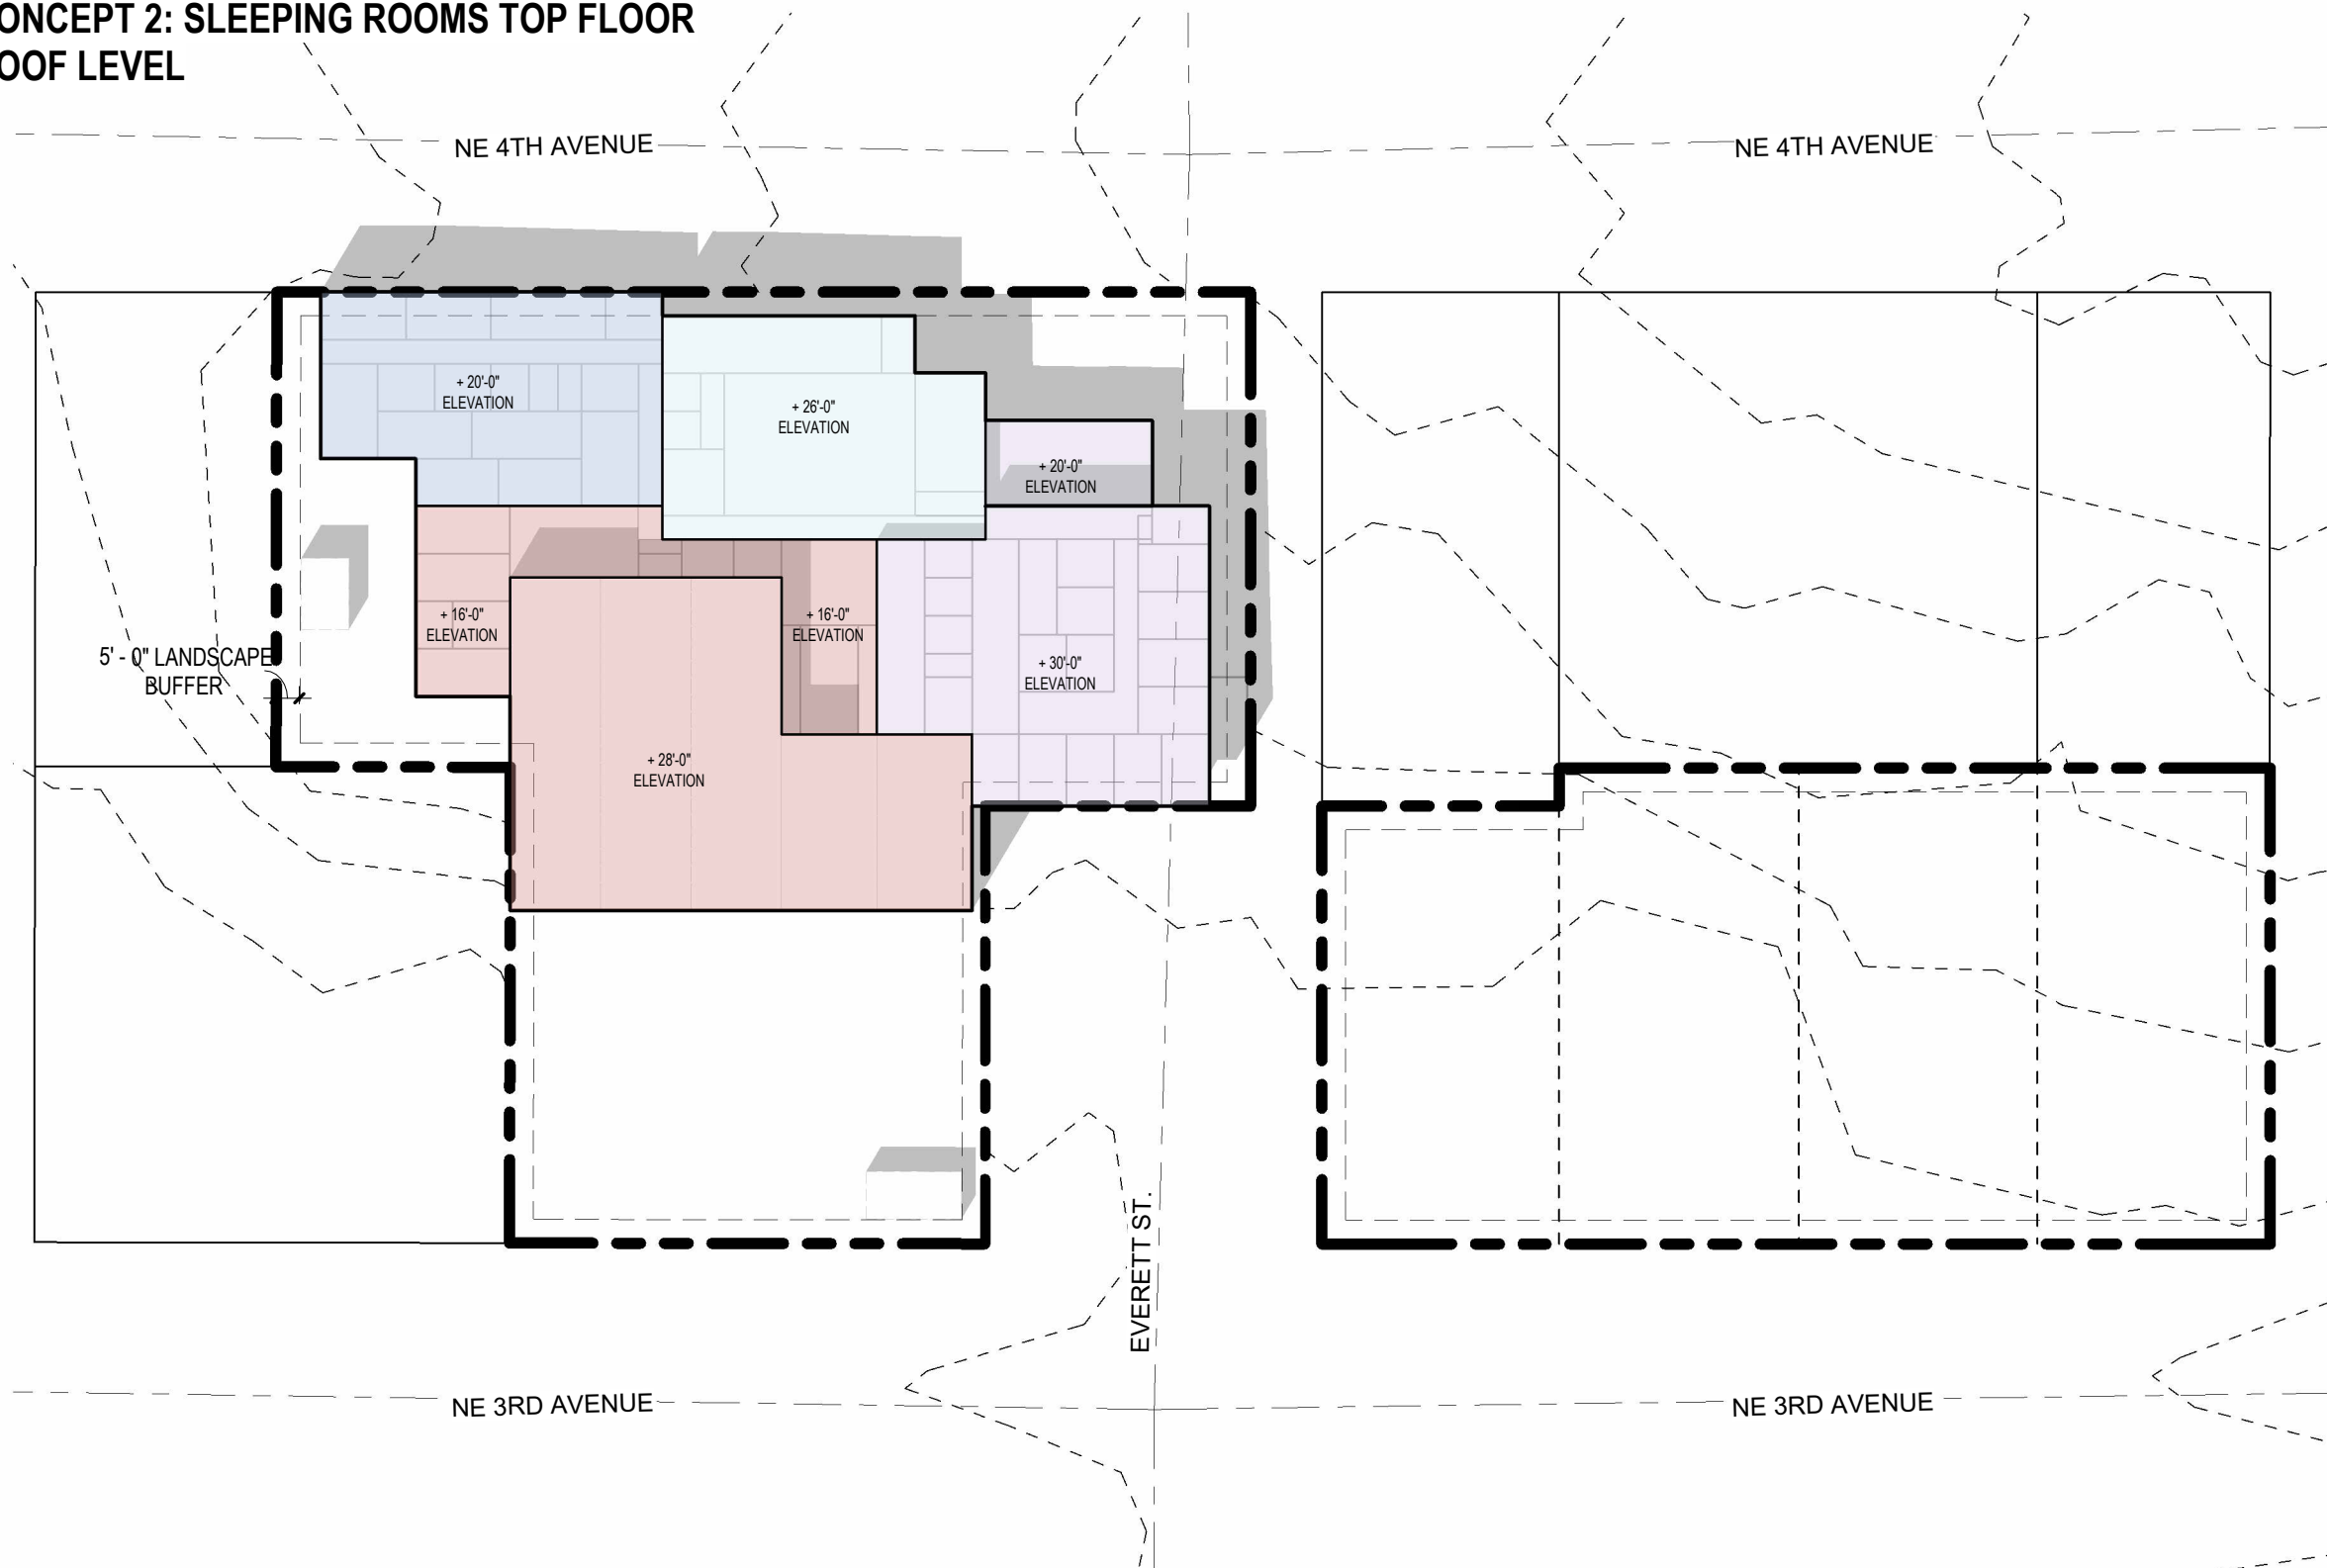 ONCEPT 2: SLEEPING ROOMS TOP FLOOR
OOF LEVEL
NE 4TH AVENUE
NE 4TH AVENUE
+ 20'-0"
ELEVATION
+ 26'-0"
ELEVATION
+ 20'-0"
ELEVATION
+ 16'-0"
ELEVATION
+ 16'-0"
ELEVATION
+ 30'-0"
ELEVATION
5' - 0" LANDSCAPE
BUFFER
+ 28'-0"
ELEVATION
EVERETT ST.
NE 3RD AVENUE
NE 3RD AVENUE